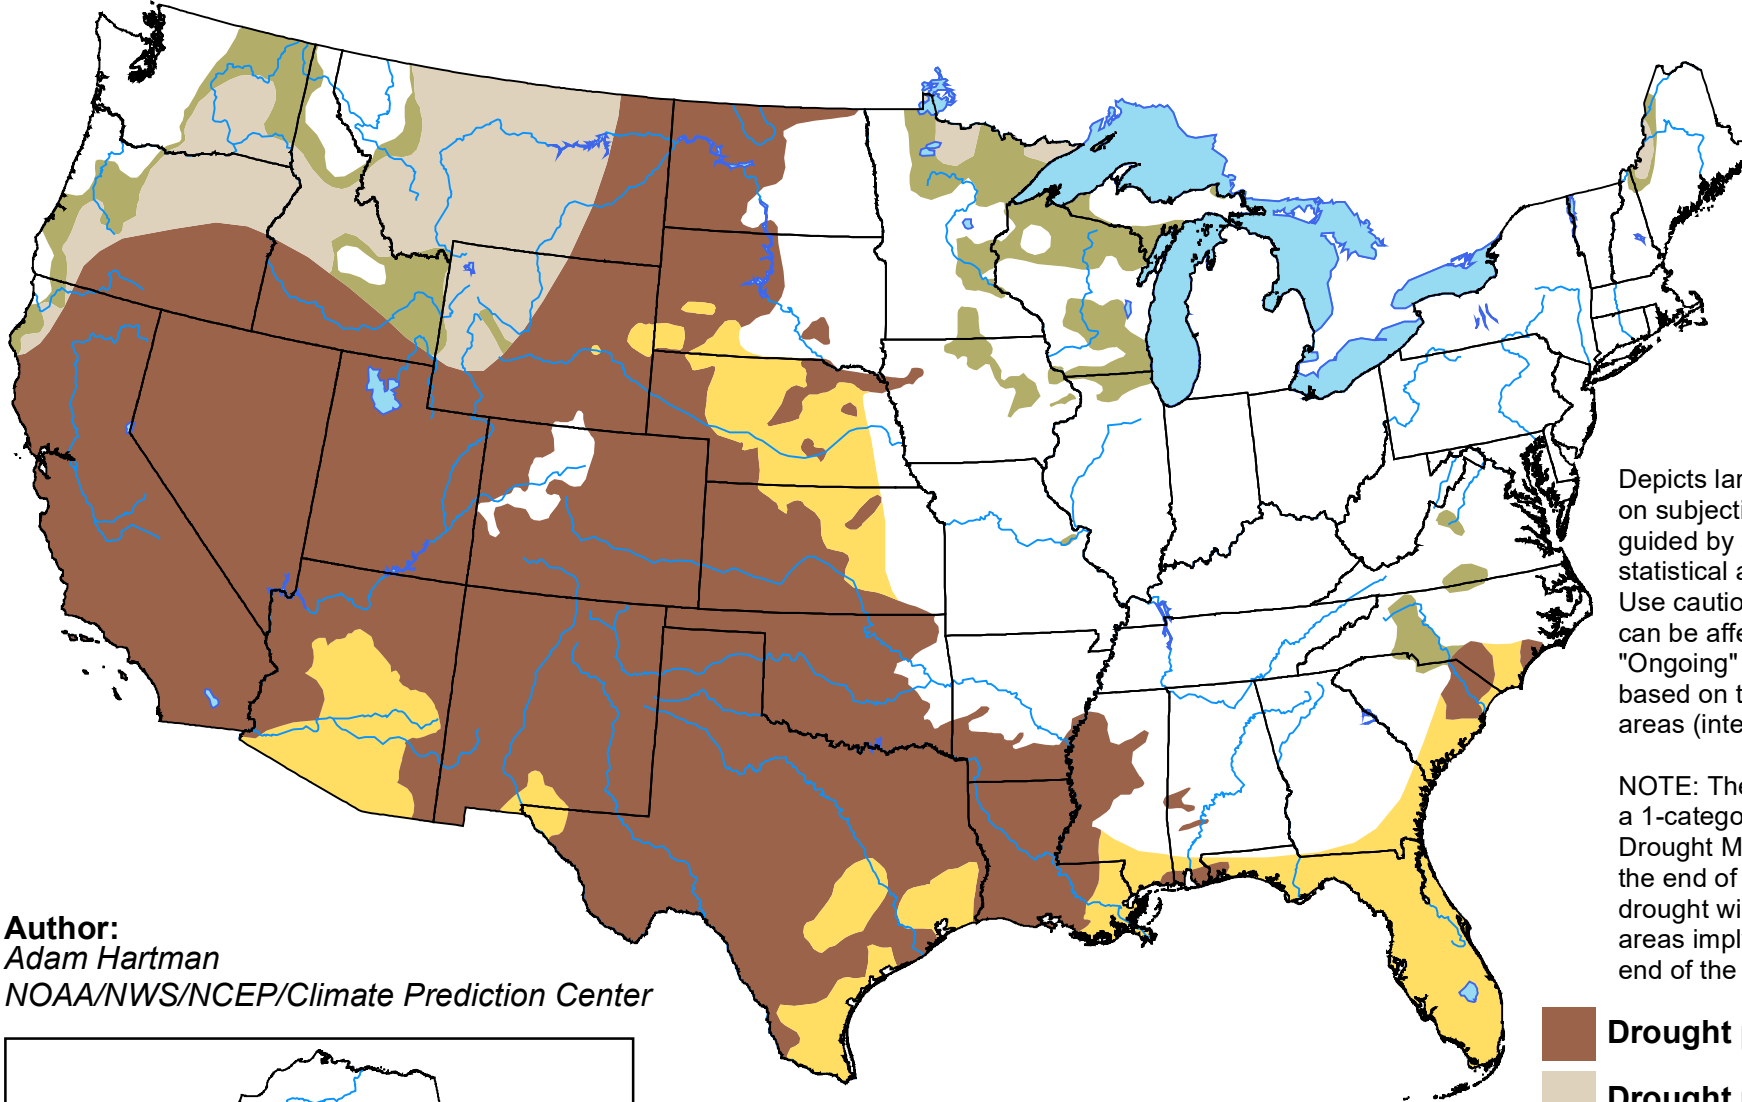 Depicts lar
on subjecti
guided by
statistical a
Use cautio
can be affe
"Ongoing"
based on t
areas (inte
NOTE: The
a 1-catego
Drought M
the end of
drought wi
areas impl
end of the
Author:
Adam Hartman
NOAA/NWS/NCEP/Climate Prediction Center
Drought
Drought